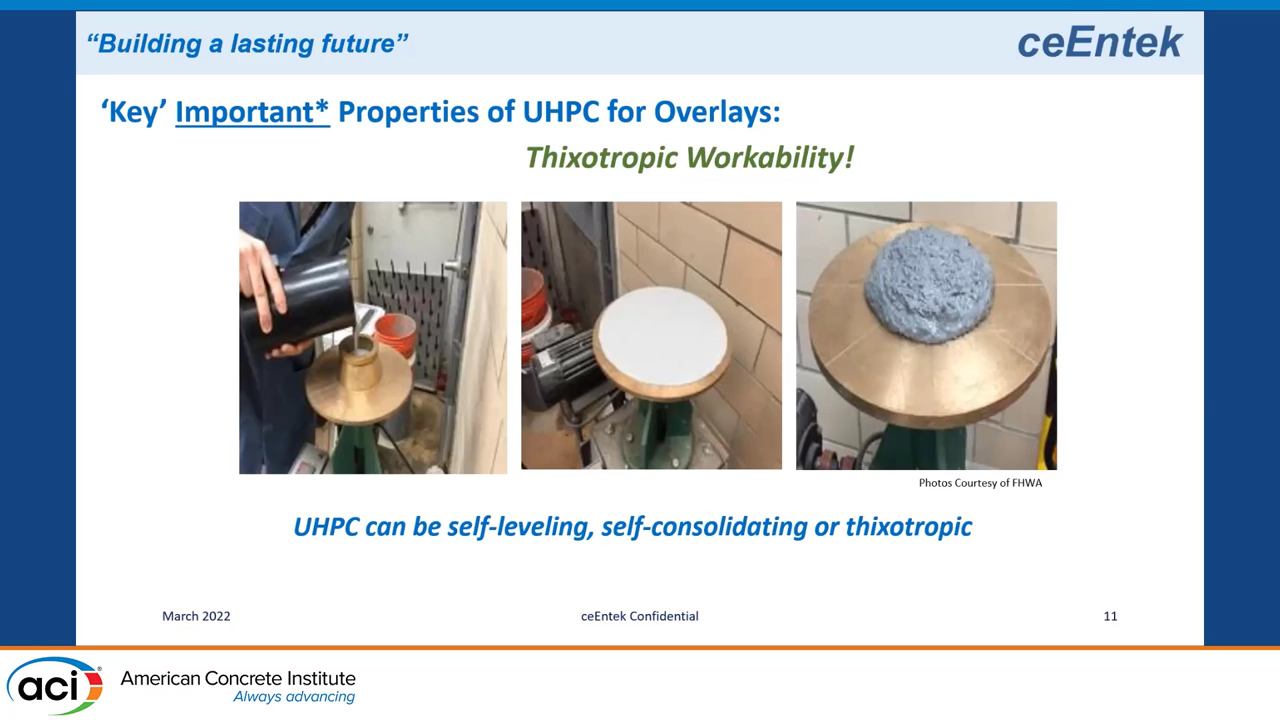 “Building a lasting future”
ceEntek
‘Key’ Important* Properties of UHPC for Overlays:
Thixotropic Workability!
Photos Courtesy of FHWA
UHPC can be self-leveling, self-consolidating or thixotropic
March 2022
ceEntek Confidential
11
aci®
American Concrete Institute
Always advancing